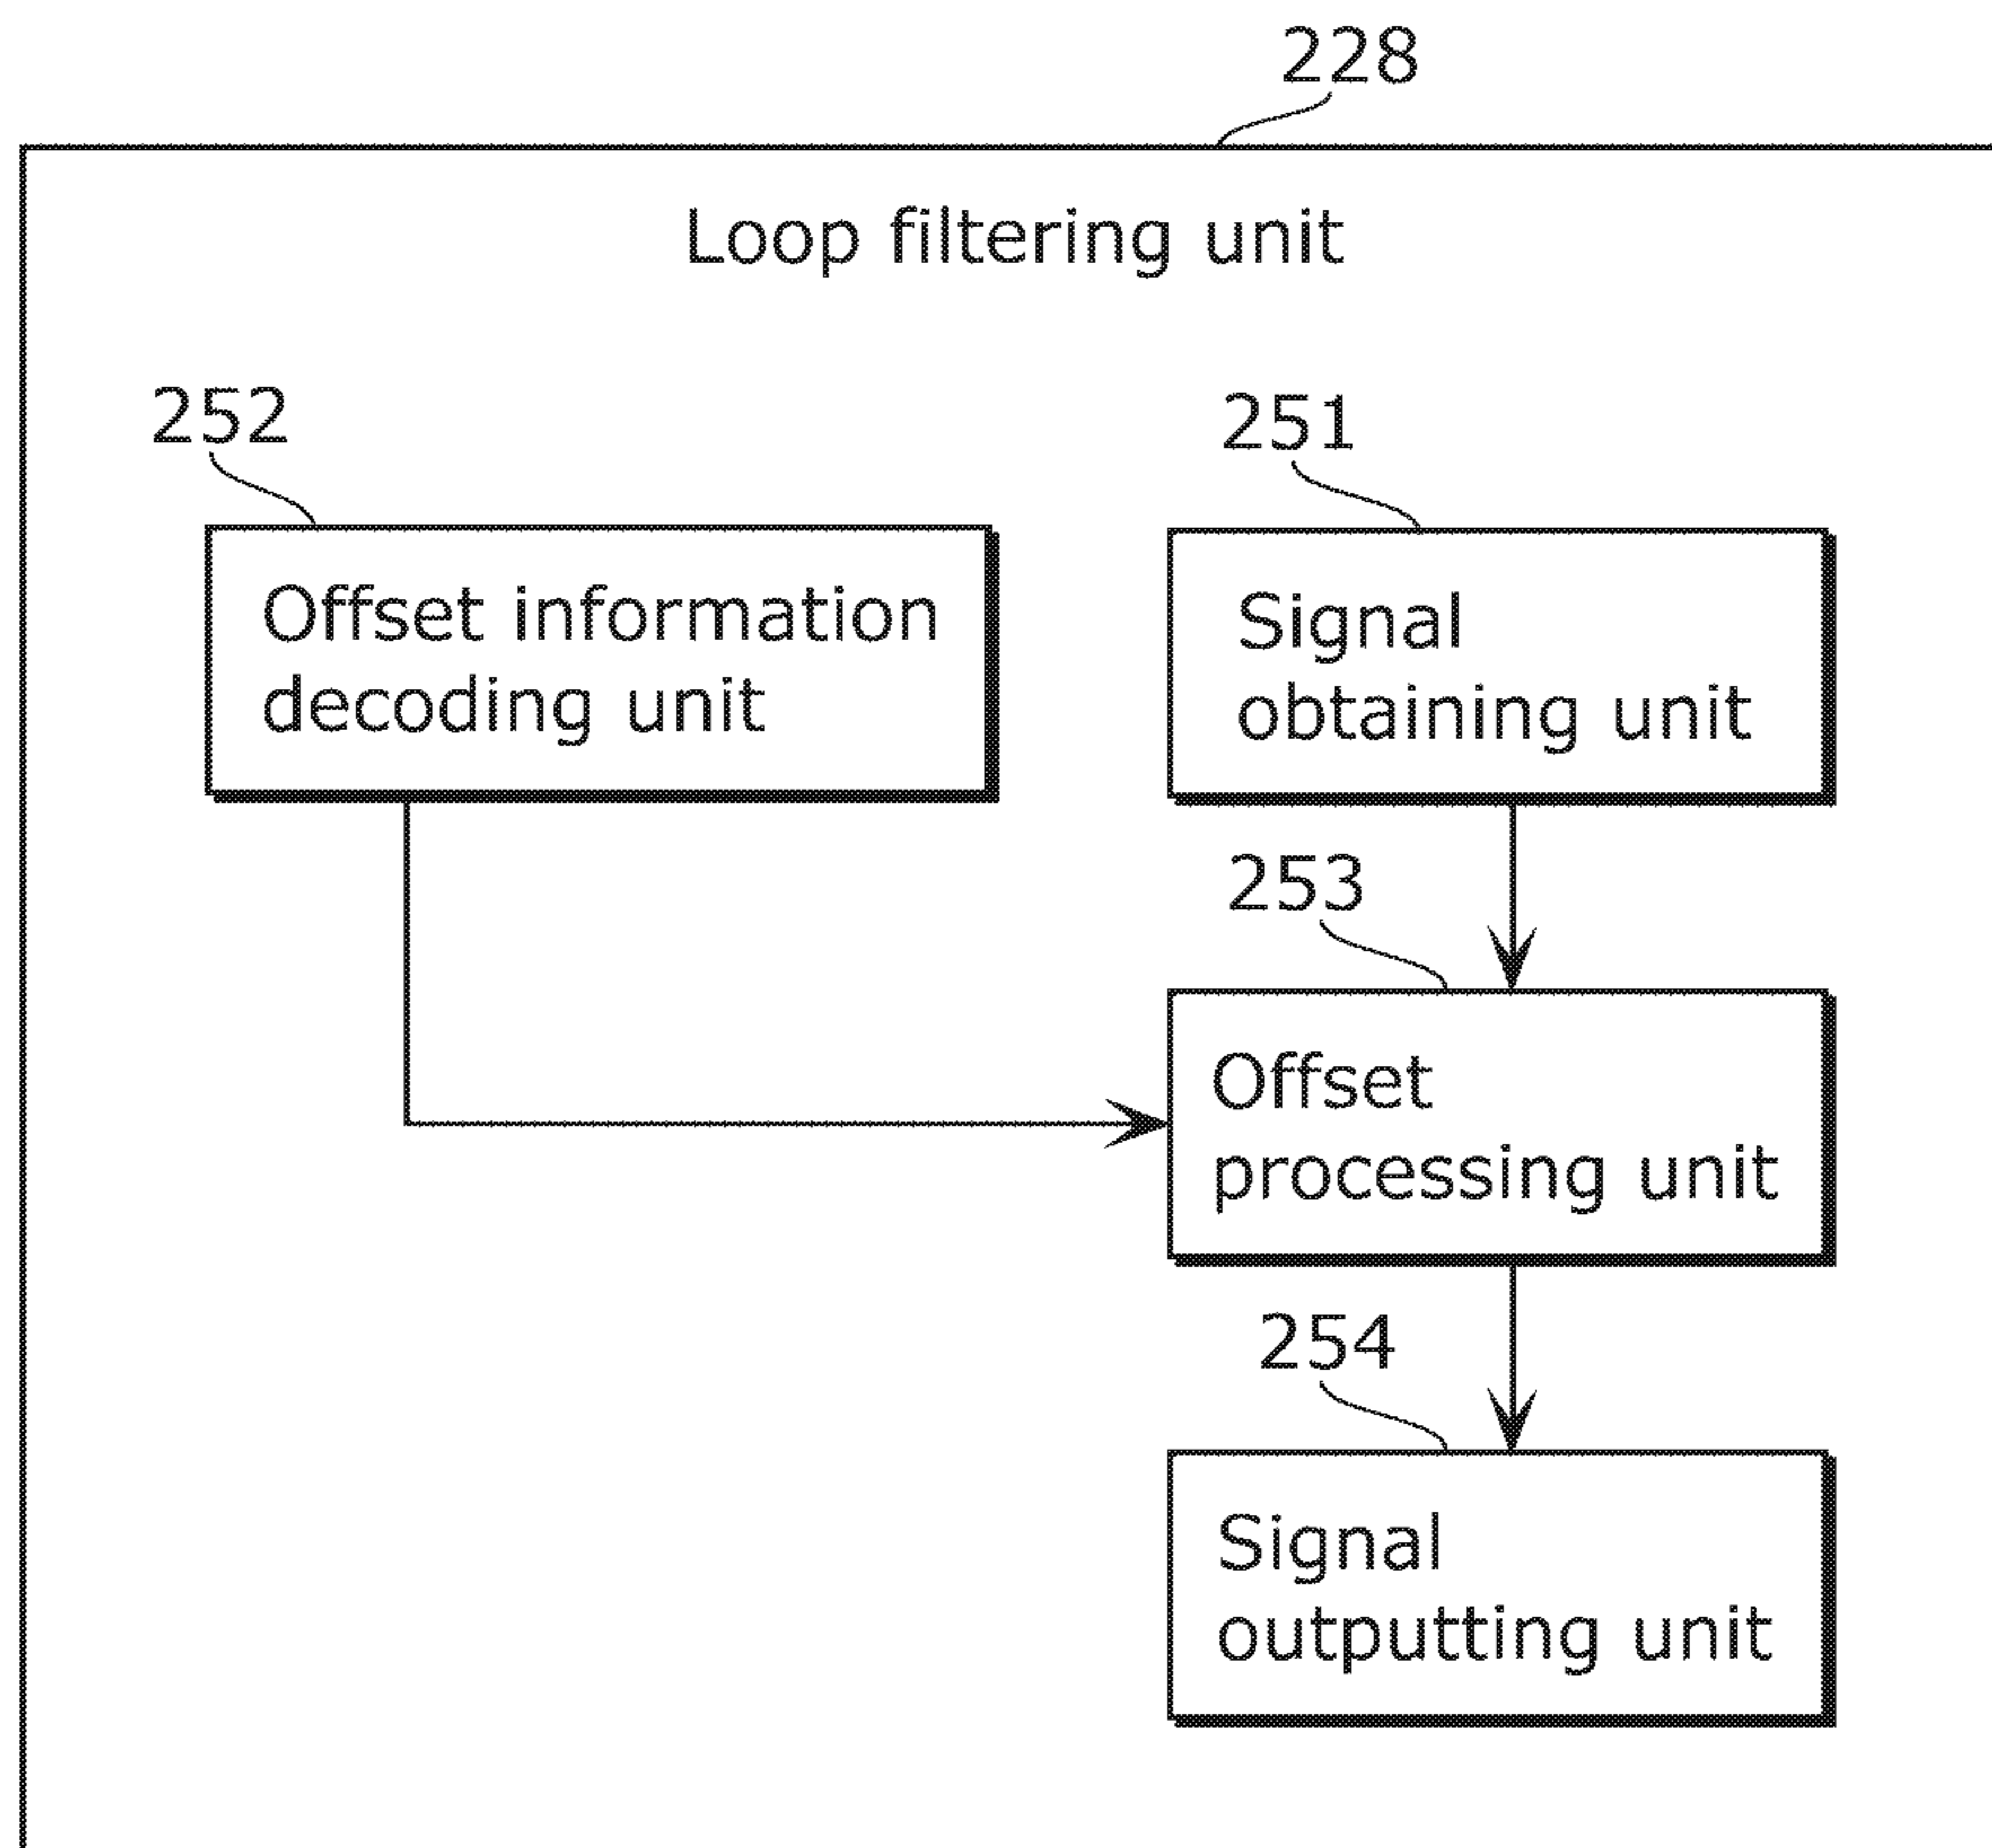 228
Loop filtering unit
252
251
Offset information
decoding unit
Signal
obtaining unit
253
Offset
processing unit
254
Signal
outputting unit